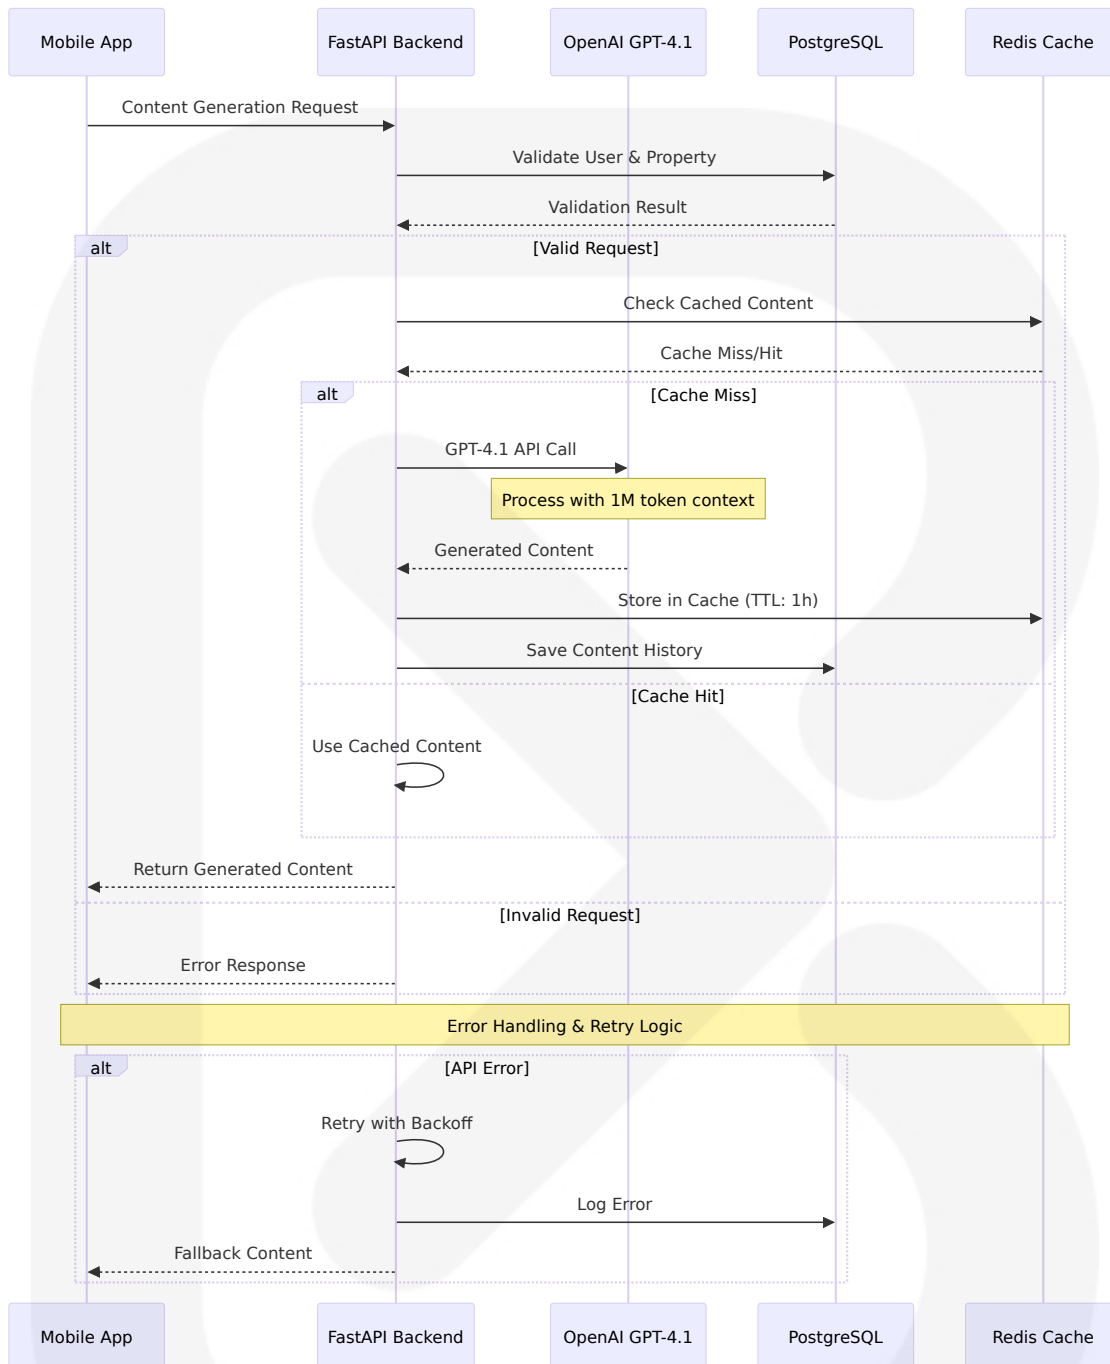 Mobile App
FastAPI Backend
OpenAI GPT-4.1
PostgreSQL
Redis Cache
Content Generation Request
Validate User & Property
Validation Result
alt
[Valid Request]
Check Cached Content
Cache Miss/Hit
alt
[Cache Miss]
GPT-4.1 API Call
Process with 1M token context
Generated Content
Store in Cache (TTL: 1h)
Save Content History
[Cache Hit]
Use Cached Content
Return Generated Content
[Invalid Request]
Error Response
Error Handling & Retry Logic
alt
[API Error]
Retry with Backoff
Log Error
Fallback Content
Mobile App
FastAPI Backend
OpenAI GPT-4.1
PostgreSQL
Redis Cache